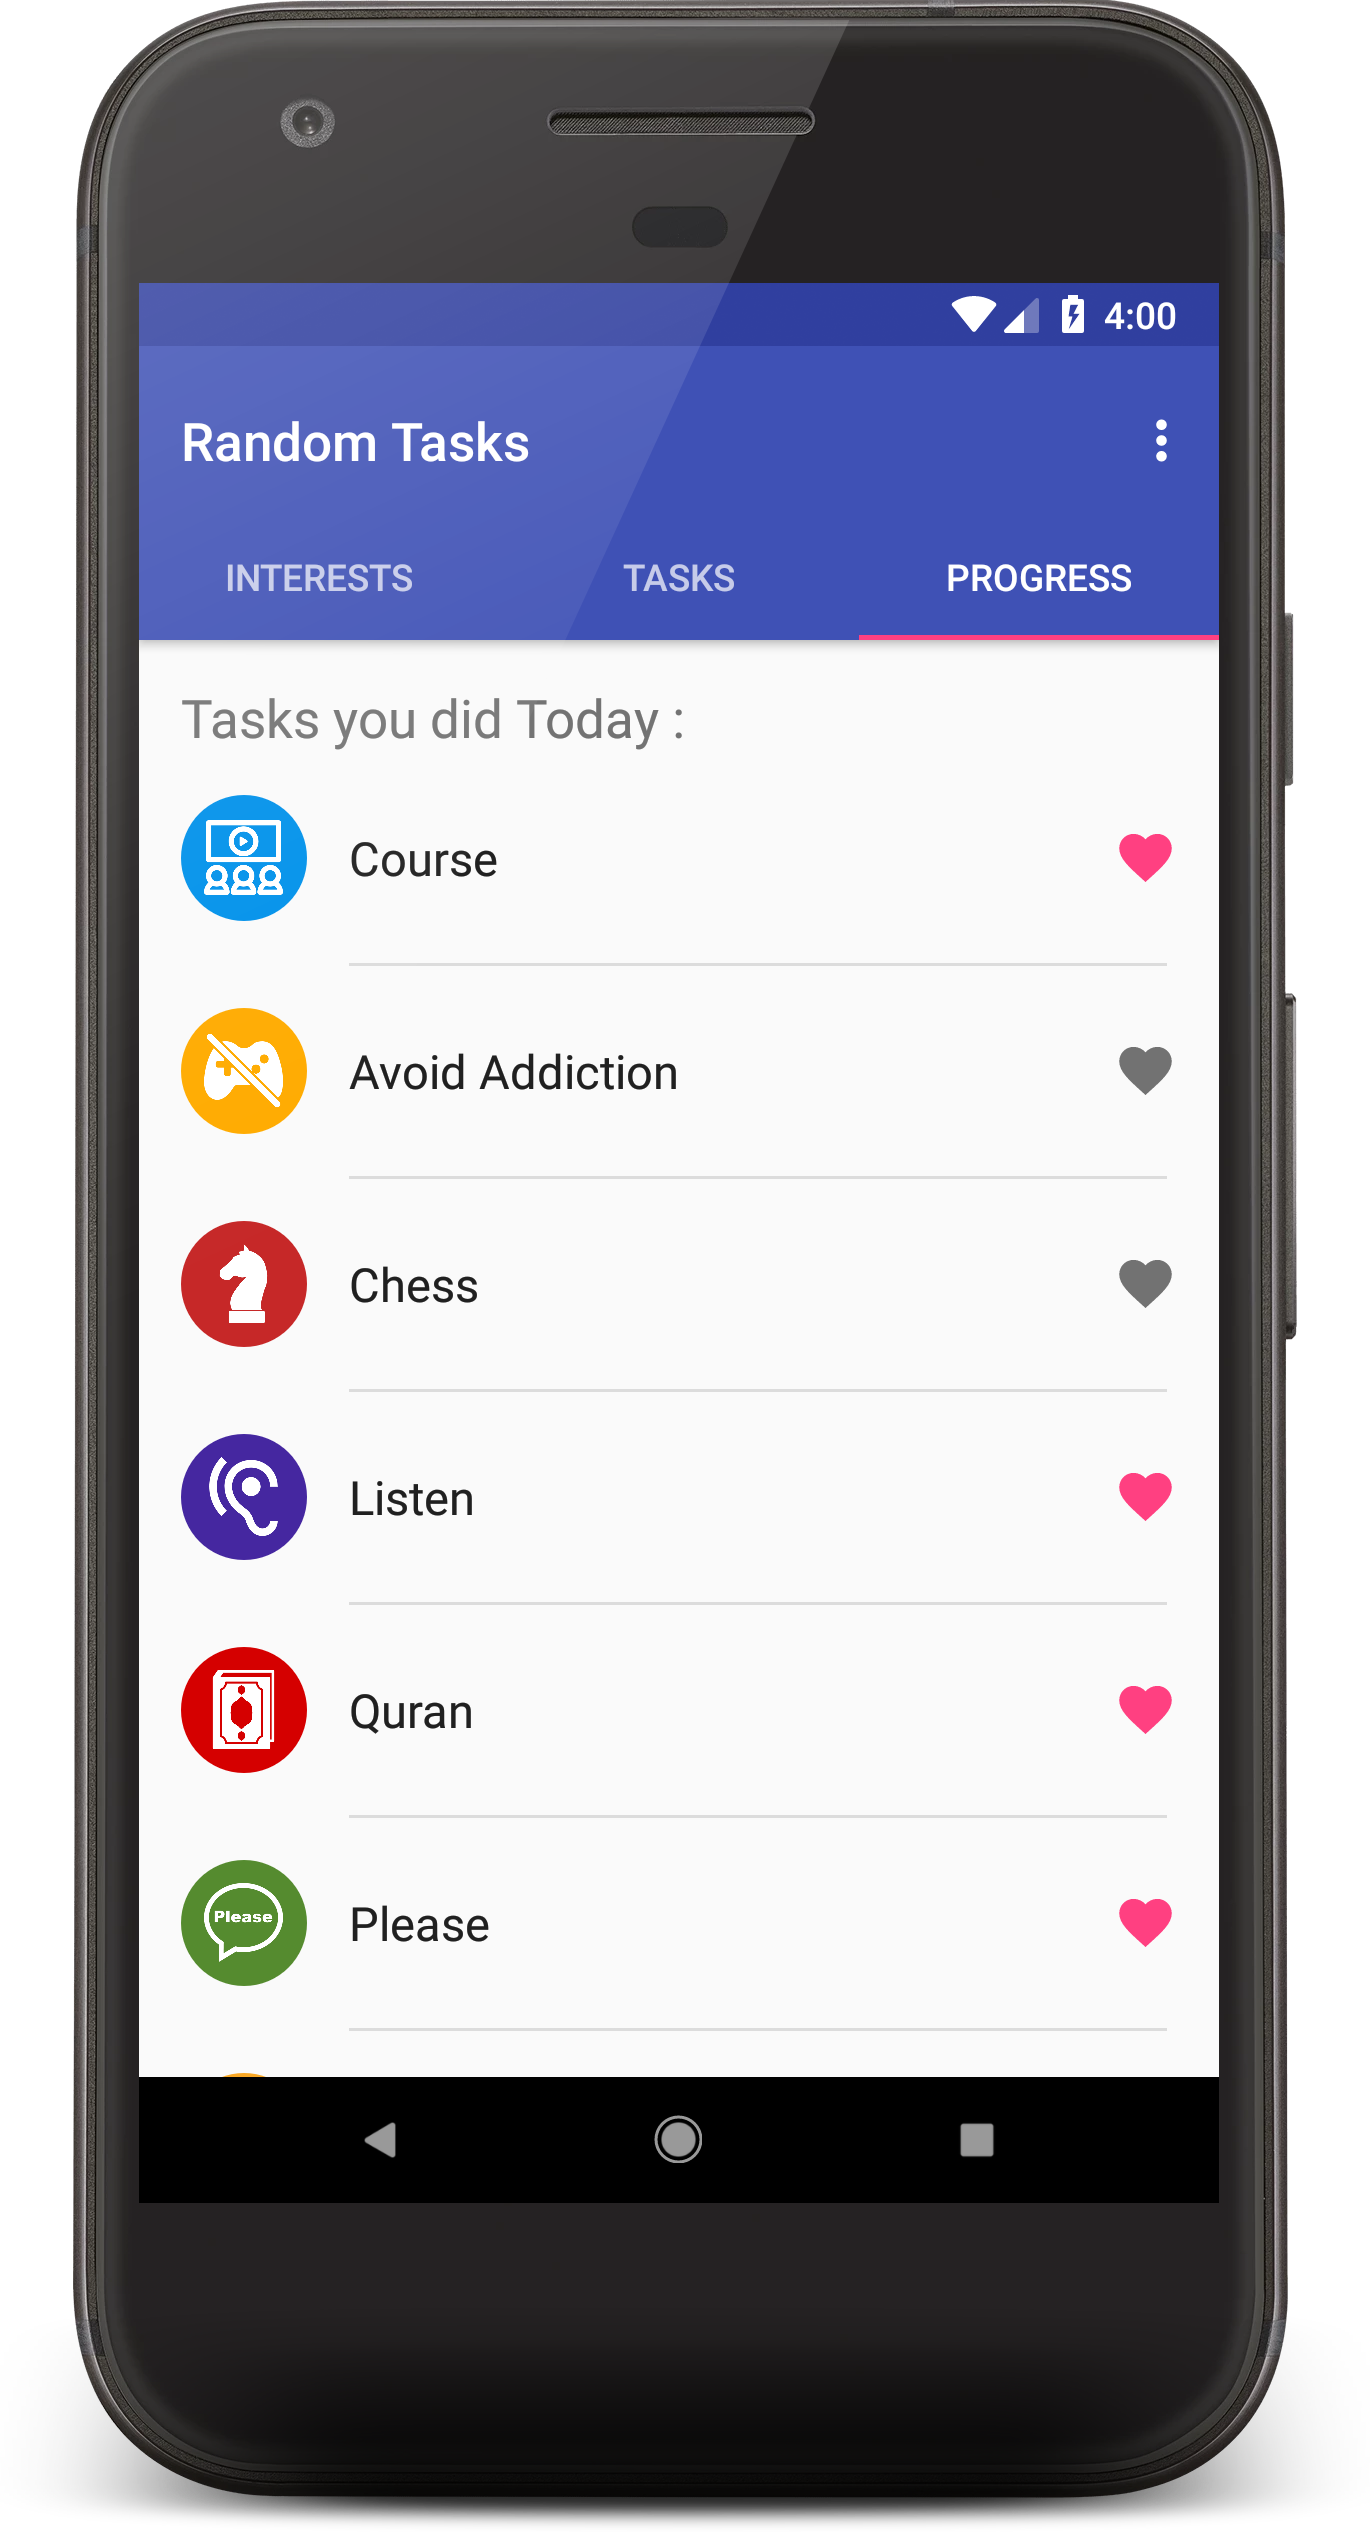 4:00
Random Tasks
INTERESTS TASKS PROGRESS
Tasks you did Today :
Course
Avoid Addiction
Chess
Listen
Quran
Please Please